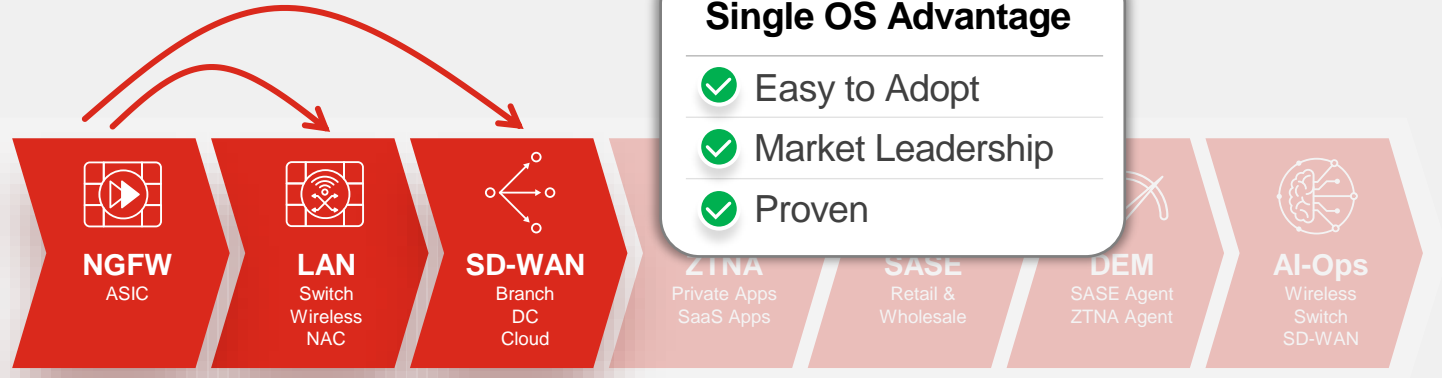 Single OS Advantage
Easy to Adopt
Market Leadership
Proven
NGFW
ASIC
LAN
Switch
Wireless
NAC
SD-WAN
Branch
DC
Cloud
ZTNA
Private Apps
SaaS Apps
SASE
Retail &
Wholesale
DEM
SASE Agent
ZTNA Agent
AI-Ops
Wireless
Switch
SD-WAN